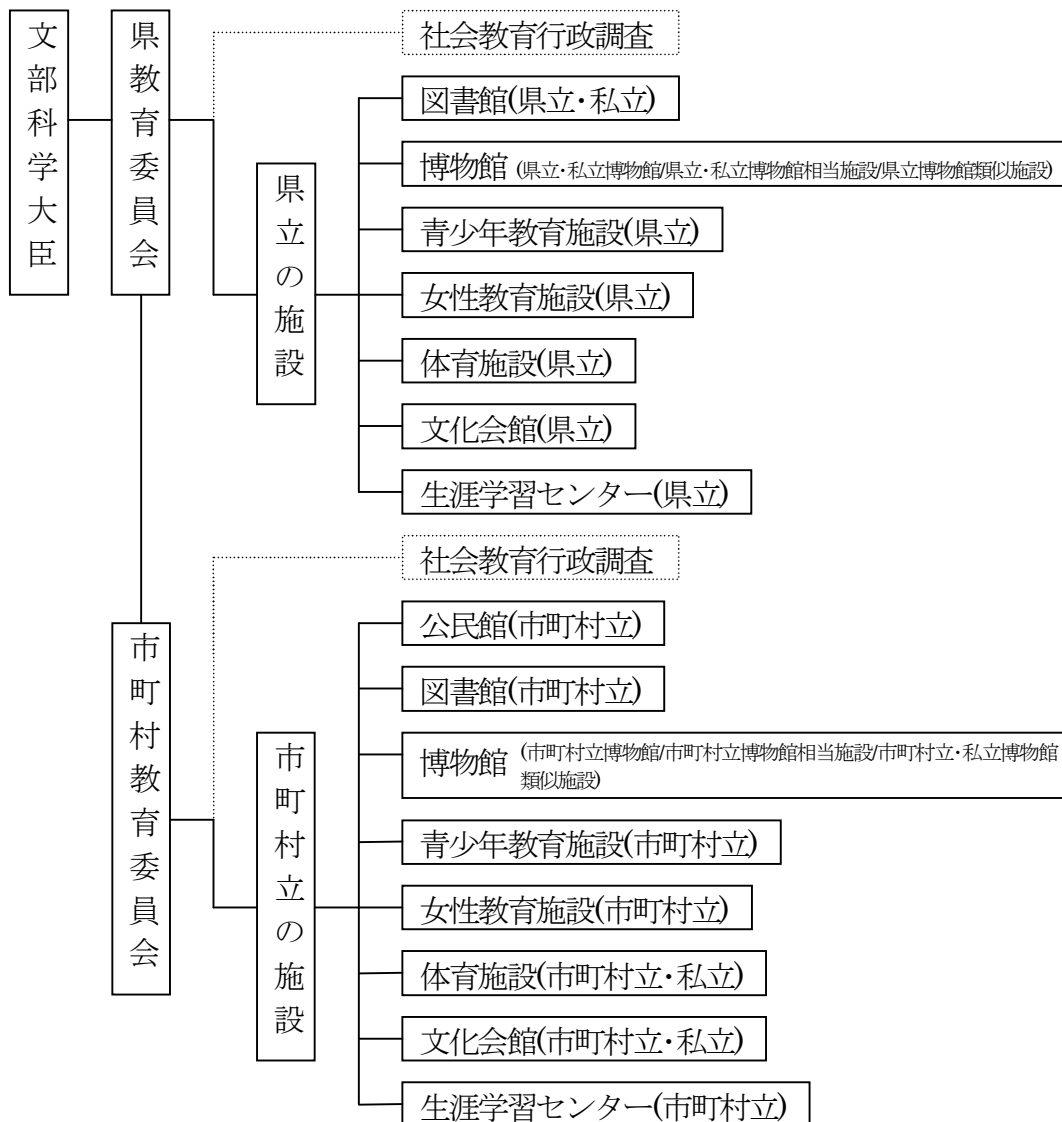 文部科学大臣
県教育委員会
社会教育行政調査
県立の施設
図書館(県立・私立)
博物館 (県立・私立博物館/県立・私立博物館相当施設/県立博物館類似施設)
青少年教育施設(県立)
女性教育施設(県立)
体育施設(県立)
文化会館(県立)
生涯学習センター(県立)
市町村教育委員会
社会教育行政調査
市町村立の施設
公民館(市町村立)
図書館(市町村立)
博物館 (市町村立博物館/市町村立博物館相当施設/市町村立・私立博物館
類似施設)
青少年教育施設(市町村立)
女性教育施設(市町村立)
体育施設(市町村立・私立)
文化会館(市町村立・私立)
生涯学習センター(市町村立)